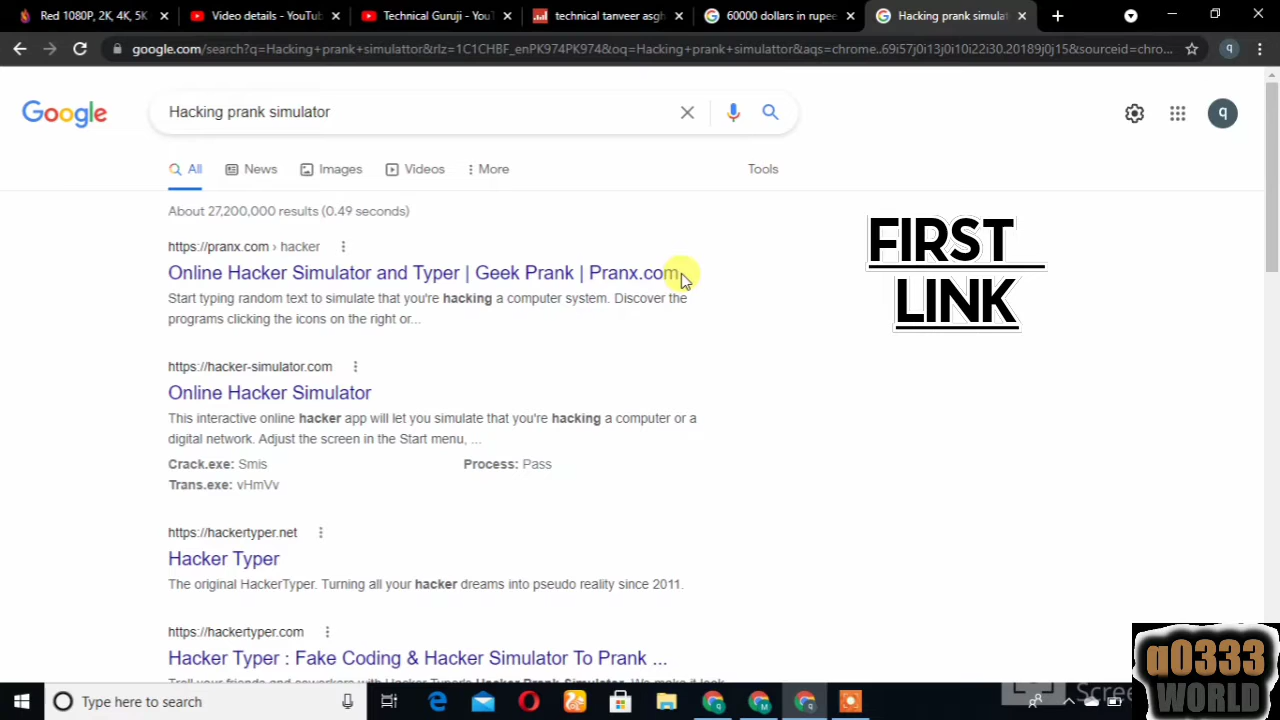 Red 1080P, 2K, 4K, 5K
Video details - YouTu
Technical Guruji - You
technical tanveer asgh
60000 dollars in rupee
Hacking prank simulat
google.com/search?q=Hacking+prank+simulattor&rlz=1C1CHBF_enPK974PK974&oq=Hacking+prank+simulattor&aqs=chrome..69i57j0i13j0i10i22i30.20189j0j15&sourceid=chro...
q
Google
Hacking prank simulator
q
All
News
Images
Videos
More
Tools
About 27,200,000 results (0.49 seconds)
https://pranx.com › hacker
Online Hacker Simulator and Typer | Geek Prank | Pranx.com
Start typing random text to simulate that you're hacking a computer system. Discover the
programs clicking the icons on the right or...
FIRST
LINK
https://hacker-simulator.com
Online Hacker Simulator
This interactive online hacker app will let you simulate that you're hacking a computer or a
digital network. Adjust the screen in the Start menu, ...
Crack.exe: Smis
Process: Pass
Trans.exe: vHmVv
https://hackertyper.net
Hacker Typer
The original HackerTyper. Turning all your hacker dreams into pseudo reality since 2011.
https://hackertyper.com
Hacker Typer : Fake Coding & Hacker Simulator To Prank ...
Type here to search
Scree
q0333
WORLD